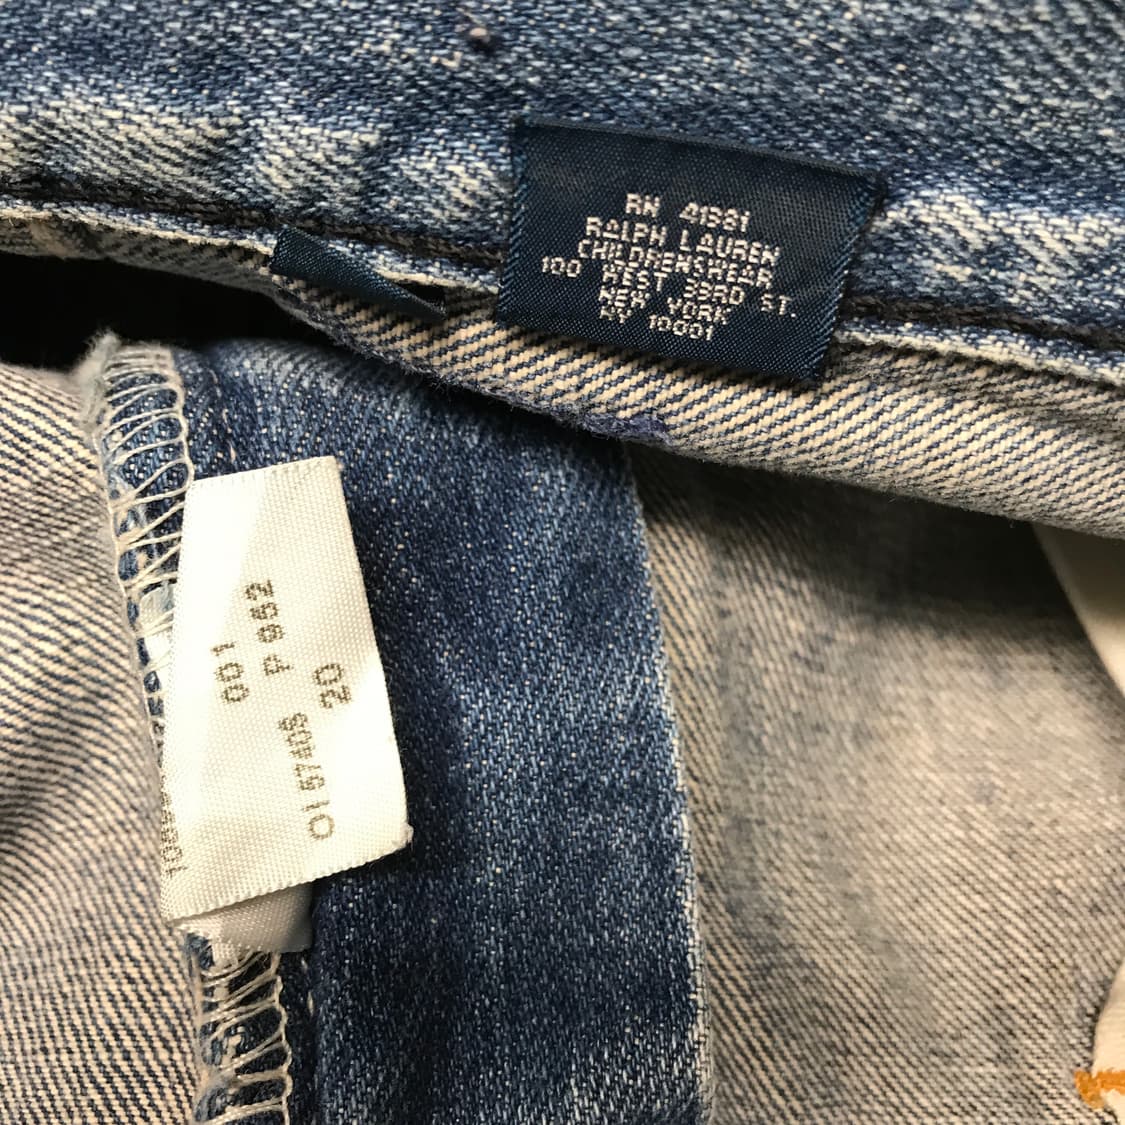 RN 41381
RALPH LAUREN
CHILDRENSWEAR
100 WEST 33RD ST.
NEW YORK
NY 10001
001
P 952
20